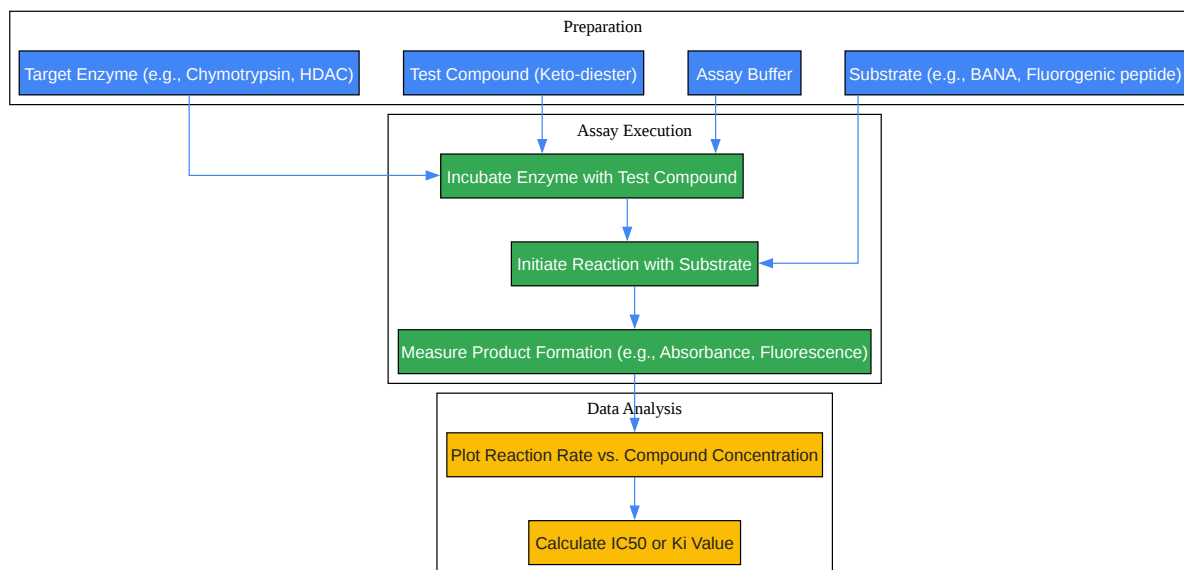 Preparation
Target Enzyme (e.g., Chymotrypsin, HDAC)
Test Compound (Keto-diester)
Assay Buffer
Substrate (e.g., BANA, Fluorogenic peptide)
Assay Execution
Incubate Enzyme with Test Compound
Initiate Reaction with Substrate
Measure Product Formation (e.g., Absorbance, Fluorescence)
Data Analysis
Plot Reaction Rate vs. Compound Concentration
Calculate IC50 or Ki Value